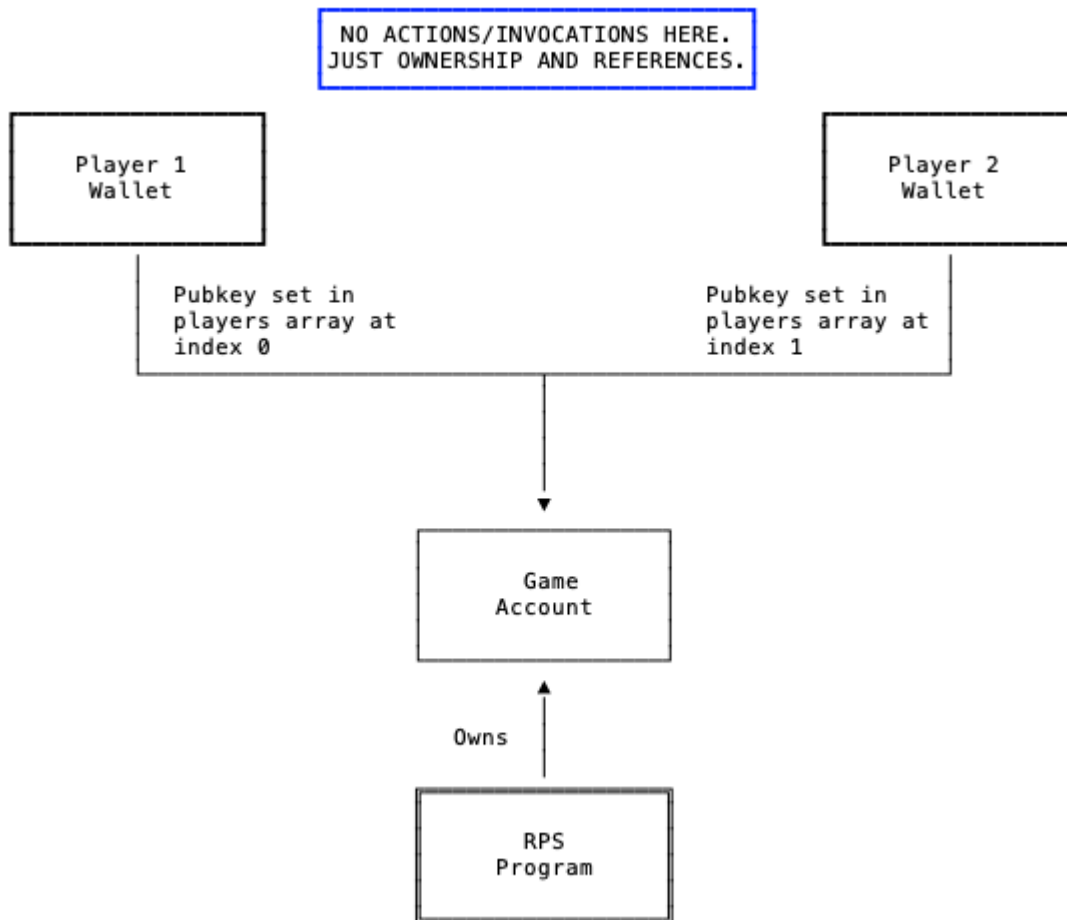 NO ACTIONS/INVOCATIONS HERE.
JUST OWNERSHIP AND REFERENCES.
Player 1
Wallet
Player 2
Wallet
Pubkey set in
players array at
index 0
Pubkey set in
players array at
index 1
Game
Account
Owns
RPS
Program